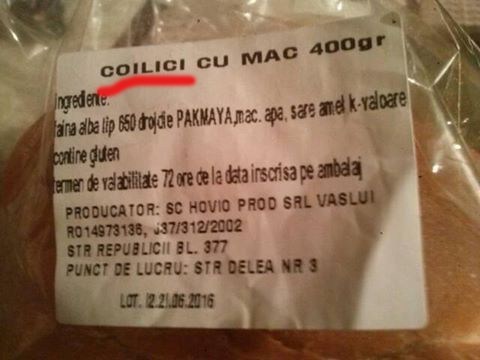 COILICI CU MAC 400gr
Ingrediente:
faina alba tip 650 drojdie PAKMAYA,mac. apa, sare amel k-valoare
contine gluten
termen de valabilitate 72 ore de la data inscrisa pe ambalaj
PRODUCATOR: SC HOVIO PROD SRL VASLUI
RO14973136, J37/312/2002
STR REPUBLICII BL. 377
PUNCT DE LUCRU: STR DELEA NR 3
LOT. 12.21.06.2016